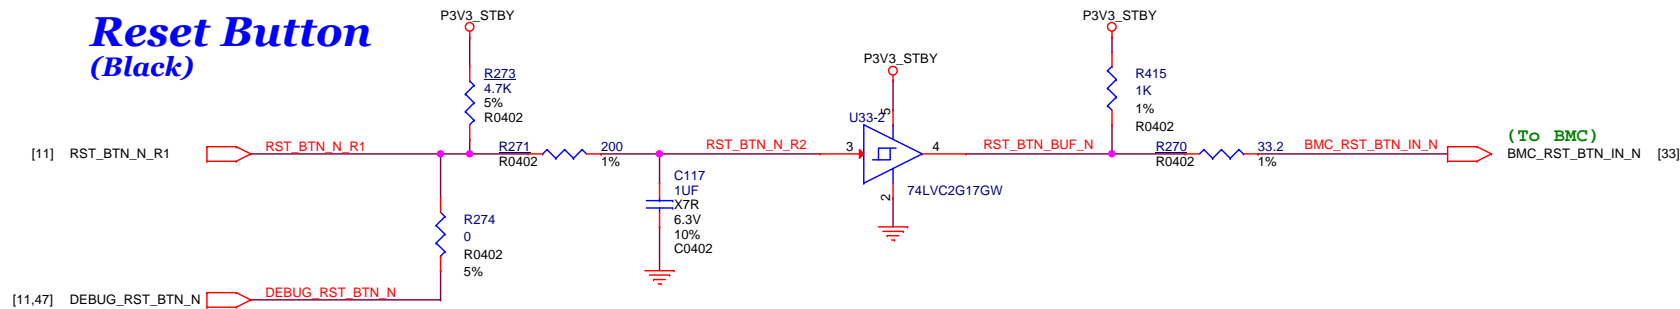 Reset Button
(Black)
P3V3_STBY
R273
4.7K
5%
R0402
[11] RST_BTN_N_R1
RST_BTN_N_R1
R271
R0402
200
1%
RST_BTN_N_R2
C117
1UF
X7R
6.3V
10%
C0402
R274
0
R0402
5%
[11,47] DEBUG_RST_BTN_N
DEBUG_RST_BTN_N
P3V3_STBY
U33-2
5
3
4
2
74LVC2G17GW
RST_BTN_BUF_N
P3V3_STBY
R415
1K
1%
R0402
R270
R0402
33.2
1%
BMC_RST_BTN_IN_N
(To BMC)
BMC_RST_BTN_IN_N [33]